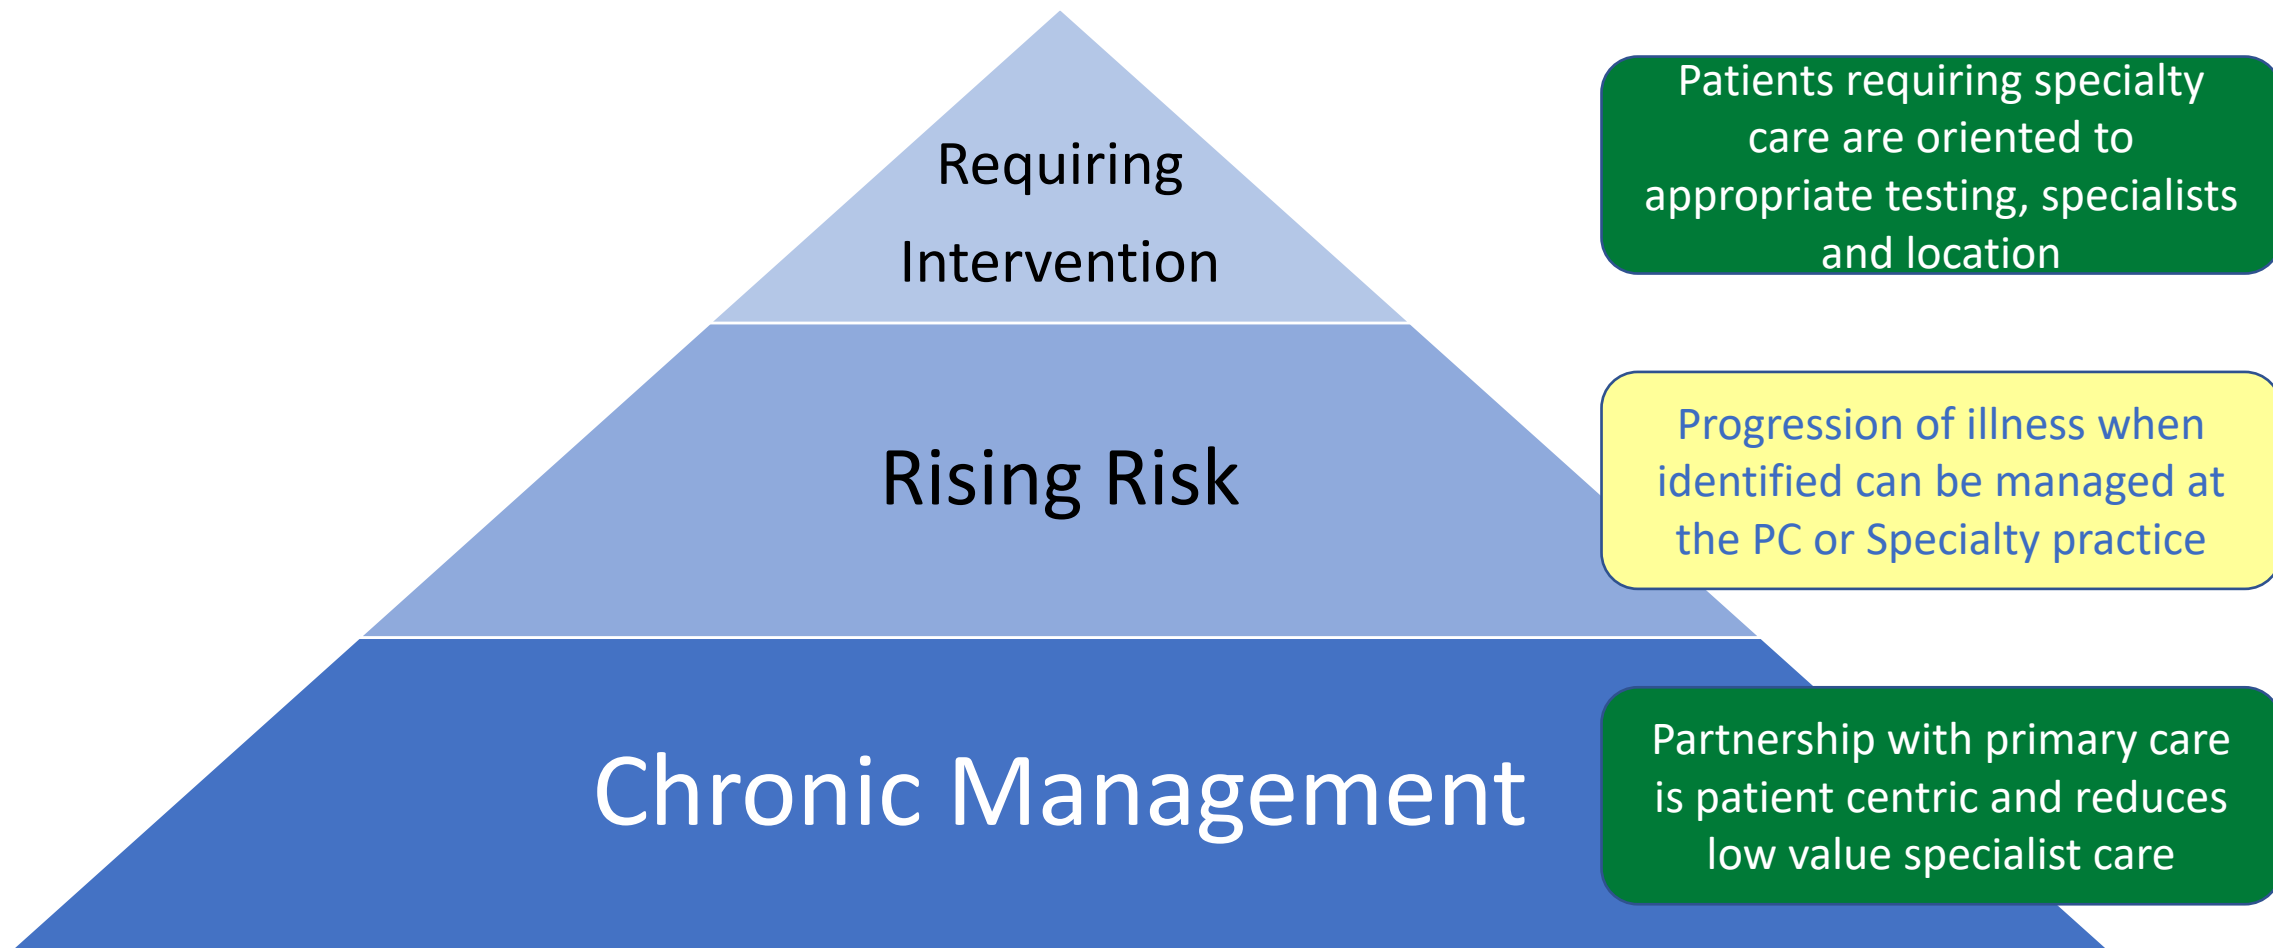 Requiring
Intervention
Patients requiring specialty
care are oriented to
appropriate testing, specialists
and location
Rising Risk
Progression of illness when
identified can be managed at
the PC or Specialty practice
Chronic Management
Partnership with primary care
is patient centric and reduces
low value specialist care